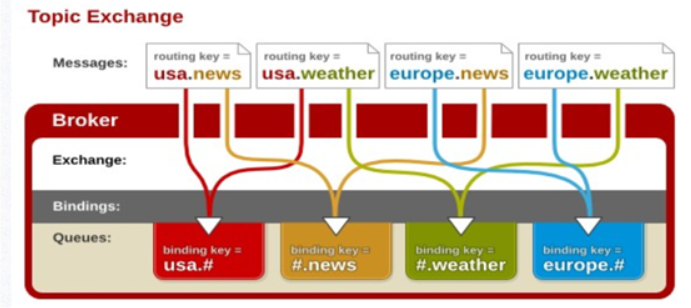 Topic Exchange
Messages:
routing key =
usa.news
routing key =
usa.weather
routing key =
europe.news
routing key =
europe.weather
Broker
Exchange:
Bindings:
Queues:
binding key =
usa.#
binding key =
#.news
binding key =
#.weather
binding key =
europe.#